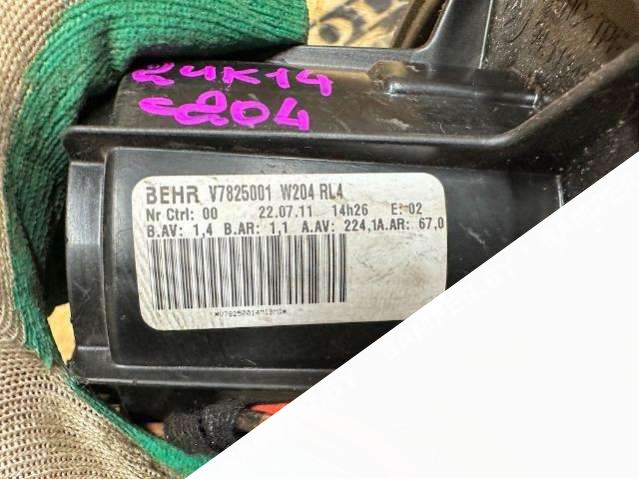 24K14
c204
BEHR V7825001 W204 RL4
Nr Ctrl: 00 22.07.11 14h26 E: 02
B.AV: 1,4 B.AR: 1,1 A.AV: 224,1A.AR: 67,0